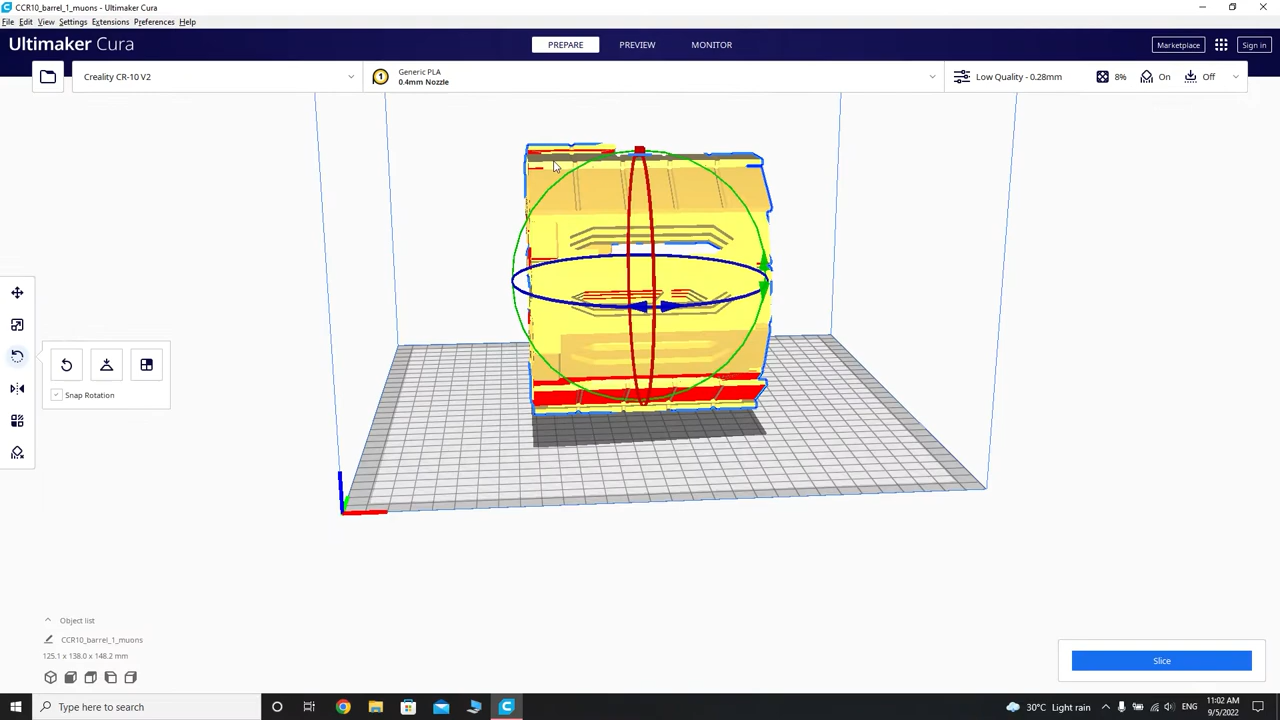 CCR10_barrel_1_muons - Ultimaker Cura
File Edit View Settings Extensions Preferences Help
Ultimaker Cura
PREPARE
PREVIEW
MONITOR
Marketplace
Sign in
Creality CR-10 V2
1
Generic PLA
0.4mm Nozzle
Low Quality - 0.28mm
8%
On
Off
Snap Rotation
Object list
CCR10_barrel_1_muons
125.1 x 138.0 x 148.2 mm
Slice
Type here to search
30°C Light rain
ENG
11:02 AM
9/5/2022